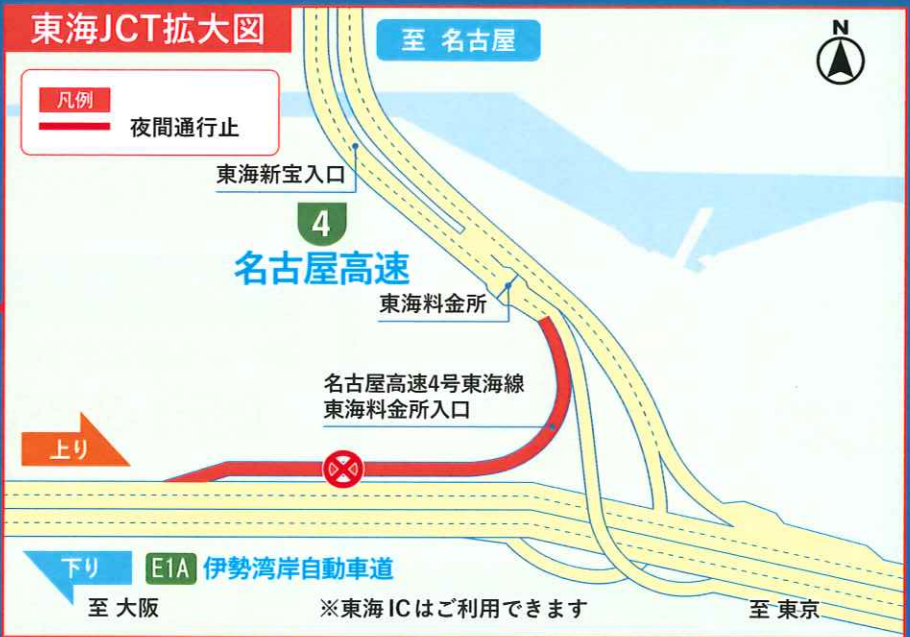 東海JCT拡大図
至 名古屋
N
凡例
夜間通行止
東海新宝入口
4
名古屋高速
東海料金所
名古屋高速4号東海線
東海料金所入口
上り
下り
E1A 伊勢湾岸自動車道
至 大阪
※東海ICはご利用できます
至 東京